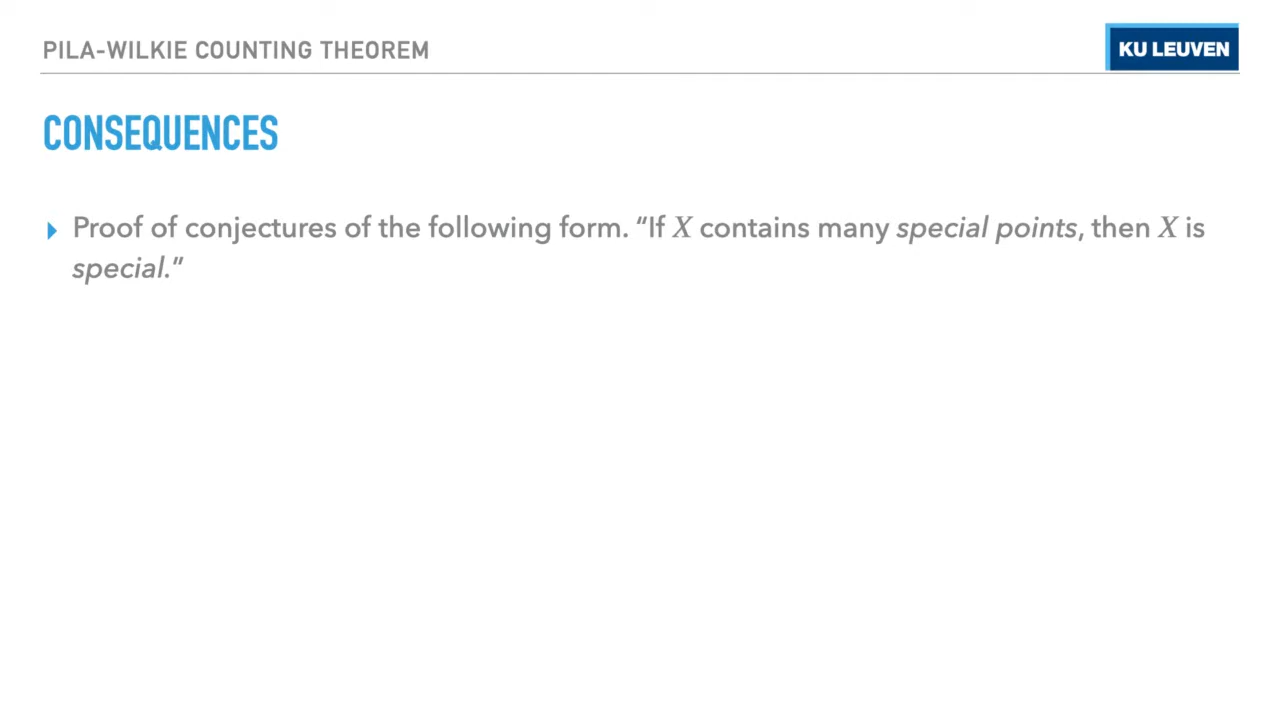 PILA-WILKIE COUNTING THEOREM
KU LEUVEN
CONSEQUENCES
Proof of conjectures of the following form. “If X contains many special points, then X is
special.”